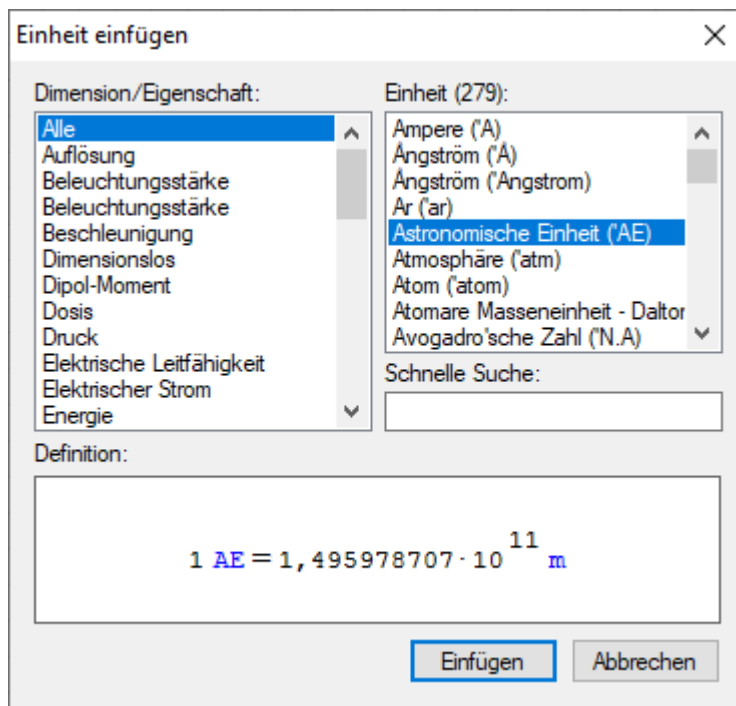 Einheit einfügen
Dimension/Eigenschaft:
Alle
Auflösung
Beleuchtungsstärke
Beleuchtungsstärke
Beschleunigung
Dimensionslos
Dipol-Moment
Dosis
Druck
Elektrische Leitfähigkeit
Elektrischer Strom
Energie
Einheit (279):
Ampere ('A)
Ångström ('Å)
Ångström ('Angstrom)
Ar ('ar)
Astronomische Einheit ('AE)
Atmosphäre ('atm)
Atom ('atom)
Atomare Masseneinheit - Dalton
Avogadro'sche Zahl ('N.A)
Schnelle Suche:
Definition:
1 AE = 1,495978707·10^11 m
Einfügen
Abbrechen